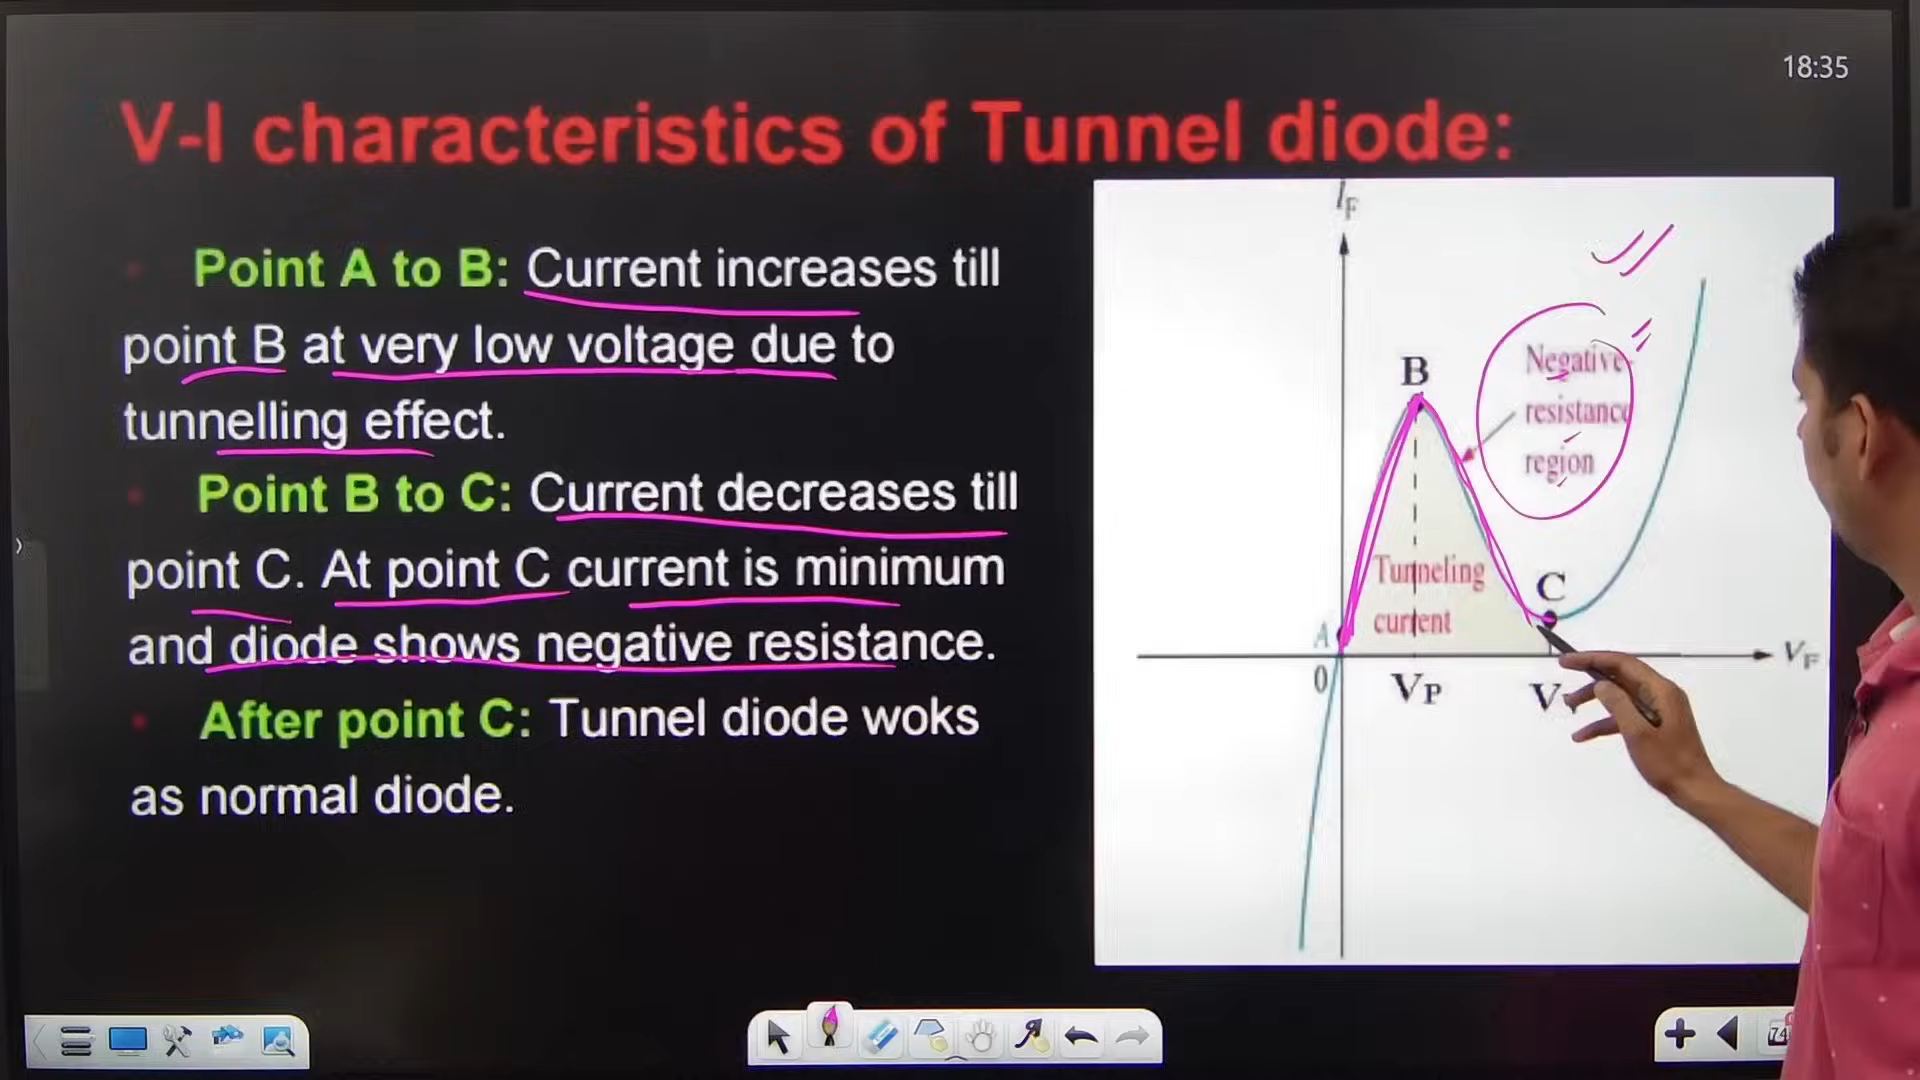 18:35
V-I characteristics of Tunnel diode:
Point A to B: Current increases till
point B at very low voltage due to
tunnelling effect.
Point B to C: Current decreases till
point C. At point C current is minimum
and diode shows negative resistance.
After point C: Tunnel diode woks
as normal diode.
IF
B
Negative-
resistance
region
Tunneling
current
C
A
0
VP
VF
74